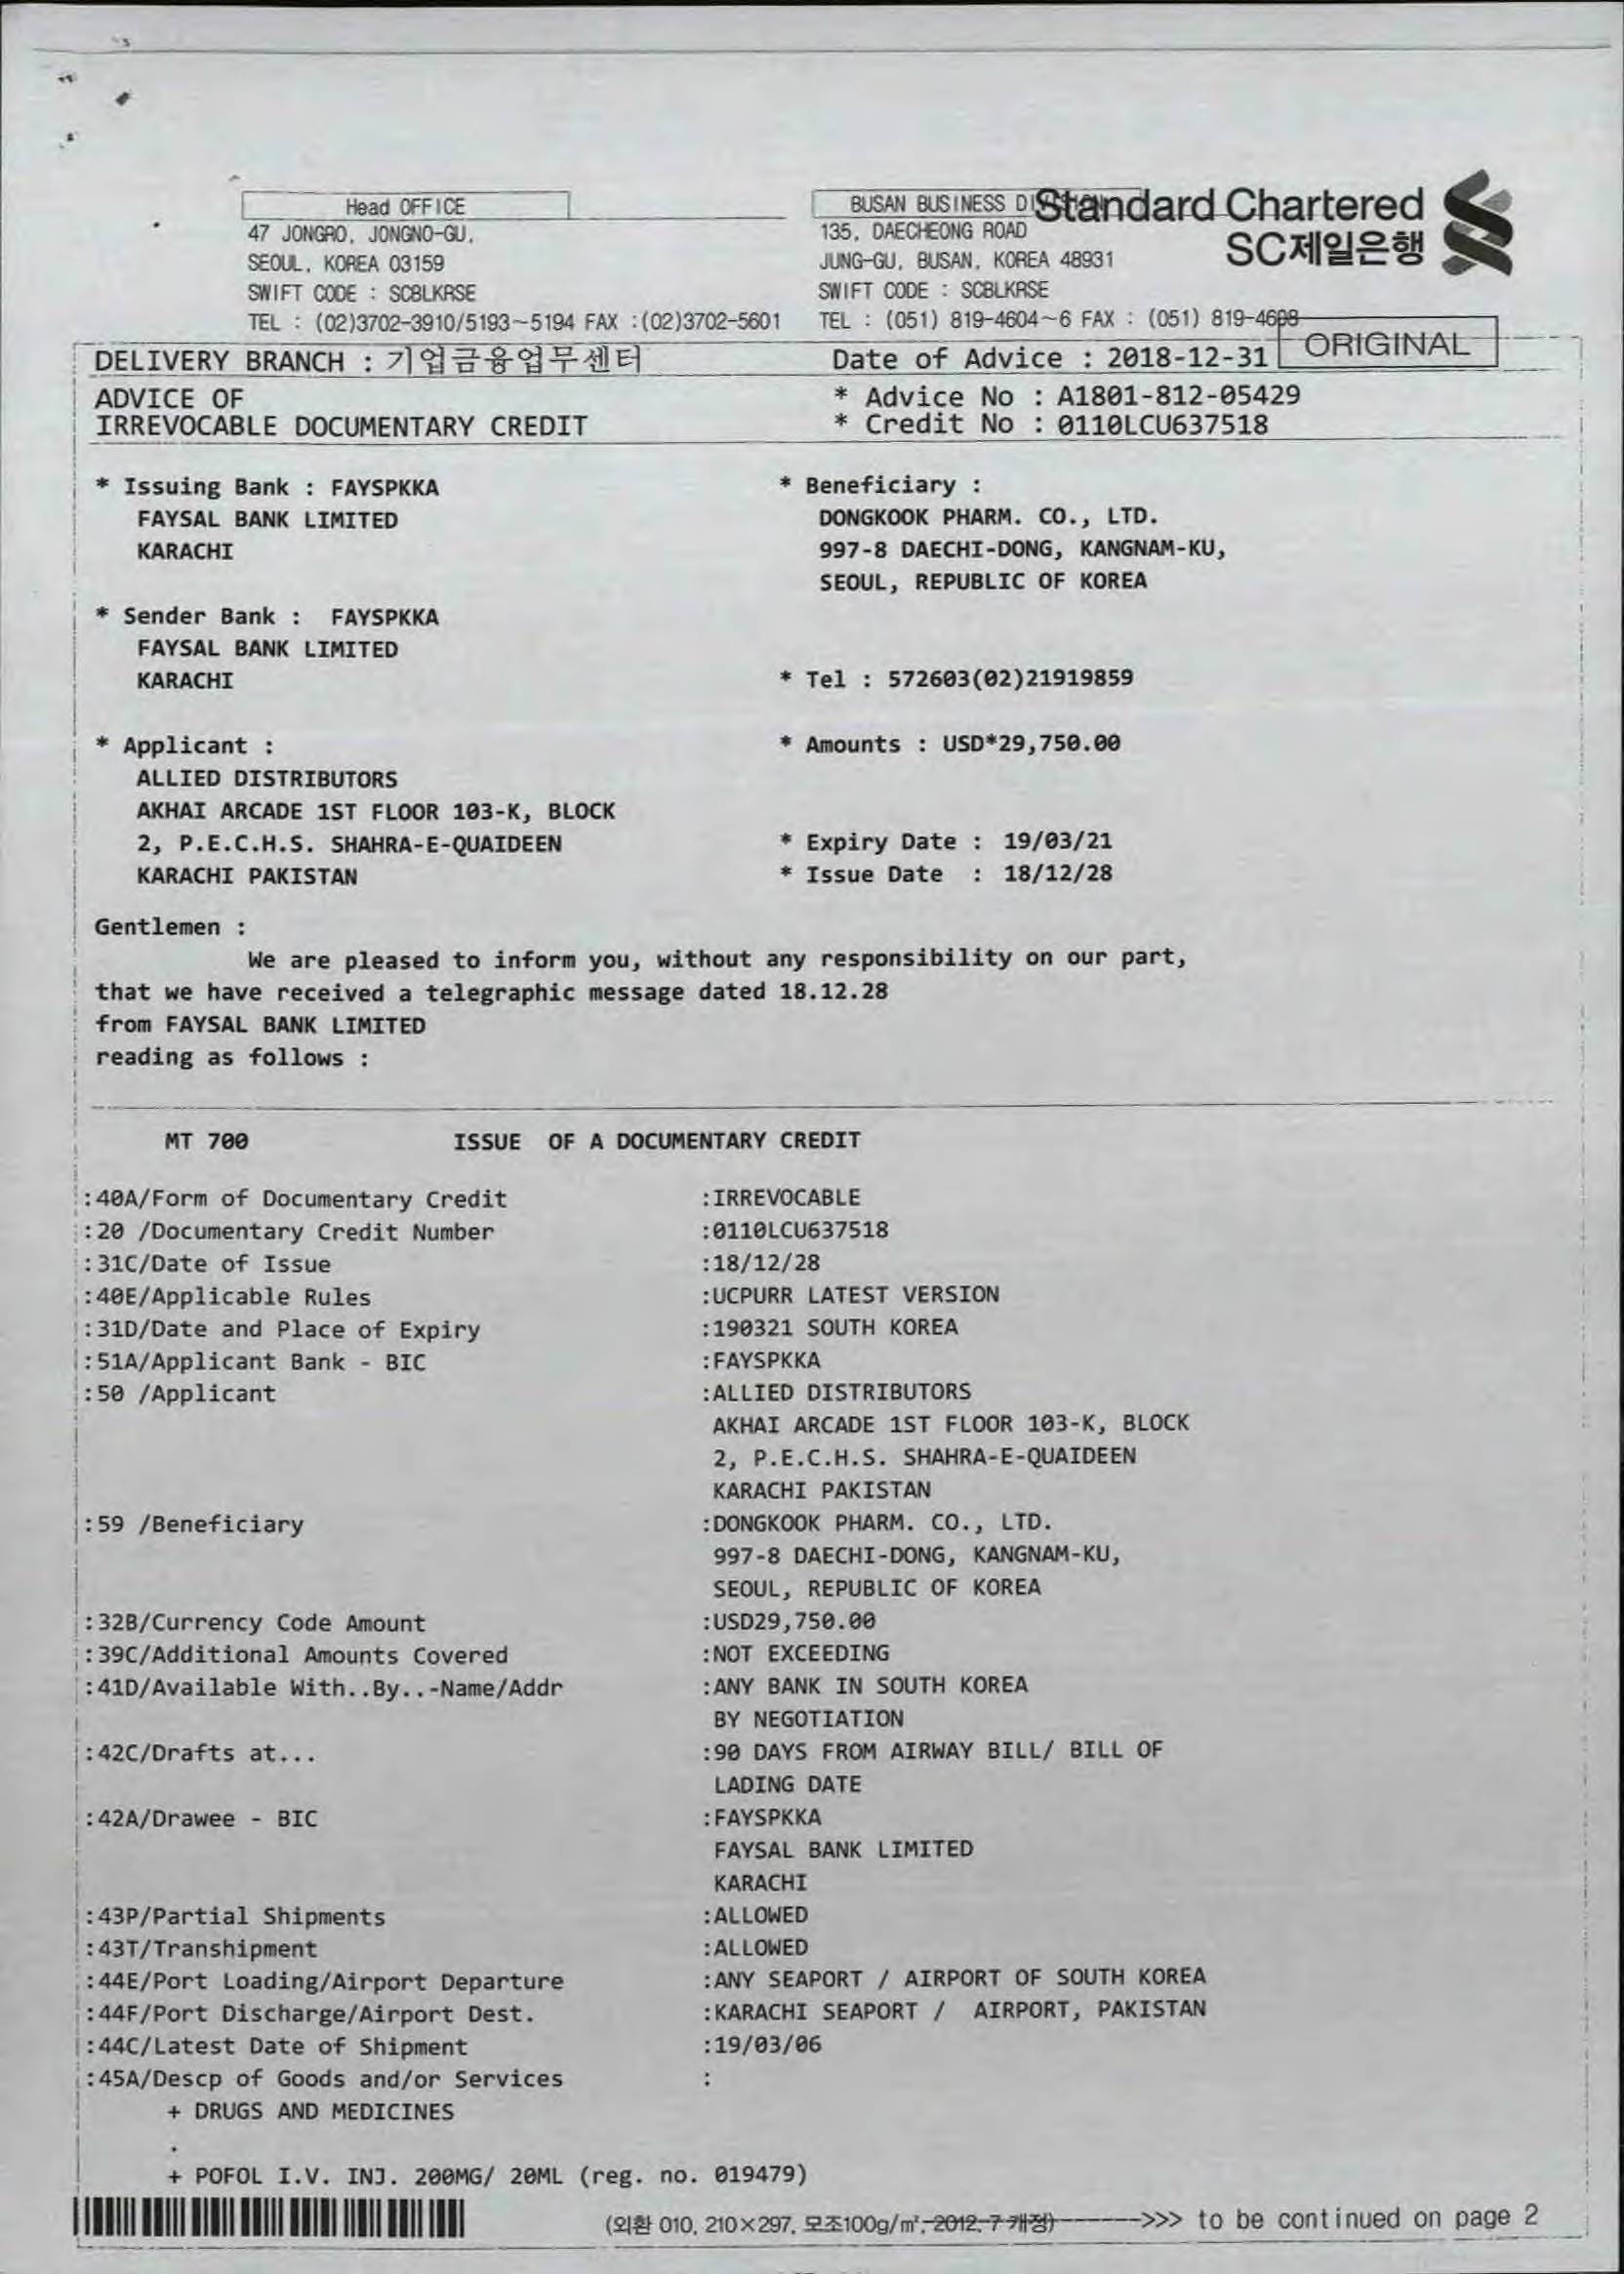 Head OFFICE
47 JONGRO, JONGNO-GU,
SEOUL, KOREA 03159
SWIFT CODE : SCBLKRSE
TEL : (02)3702-3910/5193~5194 FAX :(02)3702-5601
BUSAN BUSINESS DIVISION
135, DAECHEONG ROAD
JUNG-GU, BUSAN, KOREA 48931
SWIFT CODE : SCBLKRSE
TEL : (051) 819-4604~6 FAX : (051) 819-4608
Standard Chartered
SC제일은행
ORIGINAL
DELIVERY BRANCH : 기업금융업무센터
Date of Advice : 2018-12-31
ADVICE OF
IRREVOCABLE DOCUMENTARY CREDIT
* Advice No : A1801-812-05429
* Credit No : 0110LCU637518
* Issuing Bank : FAYSPKKA
FAYSAL BANK LIMITED
KARACHI
* Beneficiary :
DONGKOOK PHARM. CO., LTD.
997-8 DAECHI-DONG, KANGNAM-KU,
SEOUL, REPUBLIC OF KOREA
* Sender Bank : FAYSPKKA
FAYSAL BANK LIMITED
KARACHI
* Tel : 572603(02)21919859
* Applicant :
ALLIED DISTRIBUTORS
AKHAI ARCADE 1ST FLOOR 103-K, BLOCK
2, P.E.C.H.S. SHAHRA-E-QUAIDEEN
KARACHI PAKISTAN
* Amounts : USD*29,750.00
* Expiry Date : 19/03/21
* Issue Date : 18/12/28
Gentlemen :
We are pleased to inform you, without any responsibility on our part,
that we have received a telegraphic message dated 18.12.28
from FAYSAL BANK LIMITED
reading as follows :
MT 700 ISSUE OF A DOCUMENTARY CREDIT
:40A/Form of Documentary Credit :IRREVOCABLE
:20 /Documentary Credit Number :0110LCU637518
:31C/Date of Issue :18/12/28
:40E/Applicable Rules :UCPURR LATEST VERSION
:31D/Date and Place of Expiry :190321 SOUTH KOREA
:51A/Applicant Bank - BIC :FAYSPKKA
:50 /Applicant :ALLIED DISTRIBUTORS
AKHAI ARCADE 1ST FLOOR 103-K, BLOCK
2, P.E.C.H.S. SHAHRA-E-QUAIDEEN
KARACHI PAKISTAN
:59 /Beneficiary :DONGKOOK PHARM. CO., LTD.
997-8 DAECHI-DONG, KANGNAM-KU,
SEOUL, REPUBLIC OF KOREA
:32B/Currency Code Amount :USD29,750.00
:39C/Additional Amounts Covered :NOT EXCEEDING
:41D/Available With..By..-Name/Addr :ANY BANK IN SOUTH KOREA
BY NEGOTIATION
:42C/Drafts at... :90 DAYS FROM AIRWAY BILL/ BILL OF
LADING DATE
:42A/Drawee - BIC :FAYSPKKA
FAYSAL BANK LIMITED
KARACHI
:43P/Partial Shipments :ALLOWED
:43T/Transhipment :ALLOWED
:44E/Port Loading/Airport Departure :ANY SEAPORT / AIRPORT OF SOUTH KOREA
:44F/Port Discharge/Airport Dest. :KARACHI SEAPORT / AIRPORT, PAKISTAN
:44C/Latest Date of Shipment :19/03/06
:45A/Descp of Goods and/or Services :
+ DRUGS AND MEDICINES
.
+ POFOL I.V. INJ. 200MG/ 20ML (reg. no. 019479)
(외환 010, 210×297, 모조100g/㎡, 2012. 7 개정) ------>>> to be continued on page 2